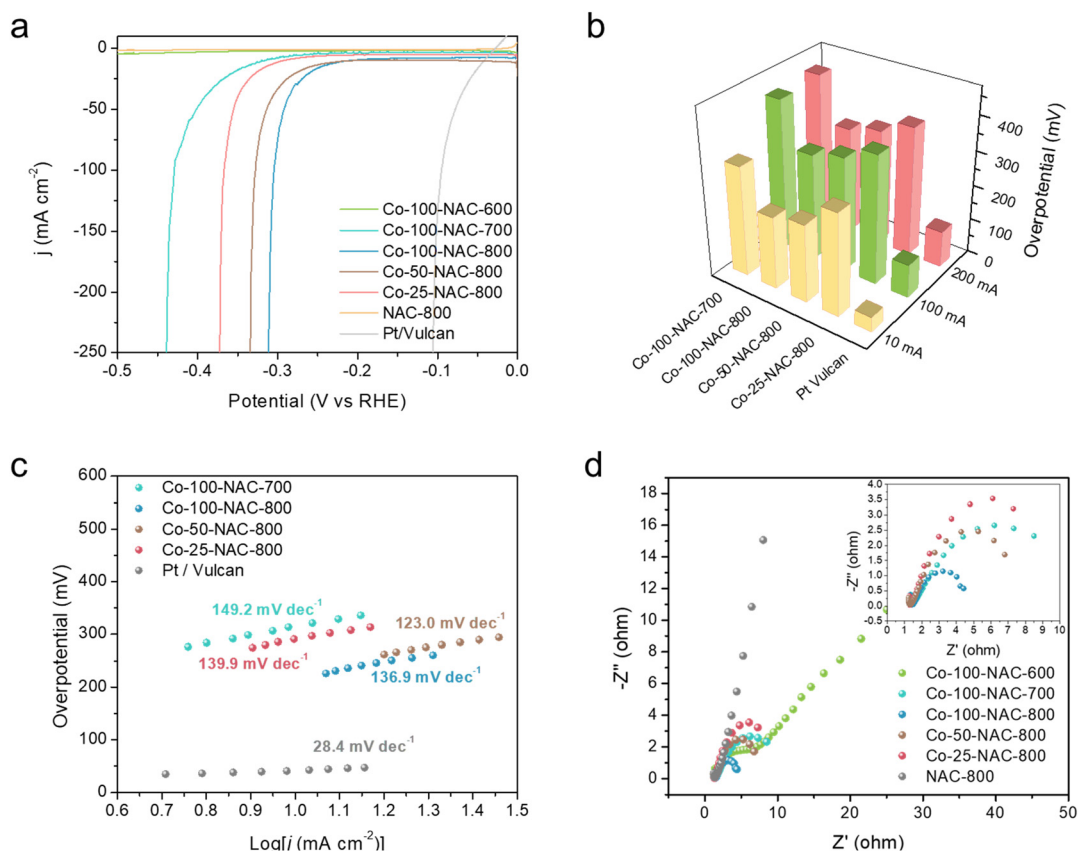 a
0
-50
-100
-150
-200
-250
j (mA cm-2)
Co-100-NAC-600
Co-100-NAC-700
Co-100-NAC-800
Co-50-NAC-800
Co-25-NAC-800
NAC-800
Pt/Vulcan
-0.5 -0.4 -0.3 -0.2 -0.1 0.0
Potential (V vs RHE)
b
400
300
200
100
0
Overpotential (mV)
200 mA
100 mA
10 mA
Co-100-NAC-700
Co-100-NAC-800
Co-50-NAC-800
Co-25-NAC-800
Pt Vulcan
c
600
500
400
300
200
100
0
Overpotential (mV)
Co-100-NAC-700
Co-100-NAC-800
Co-50-NAC-800
Co-25-NAC-800
Pt / Vulcan
149.2 mV dec-1
123.0 mV dec-1
139.9 mV dec-1
136.9 mV dec-1
28.4 mV dec-1
0.6 0.7 0.8 0.9 1.0 1.1 1.2 1.3 1.4 1.5
Log[j (mA cm-2)]
d
18
16
14
12
10
8
6
4
2
0
-Z" (ohm)
4.0
3.5
3.0
2.5
2.0
1.5
1.0
0.5
0.0
-Z" (ohm)
0 1 2 3 4 5 6 7 8 9 10
Z' (ohm)
Co-100-NAC-600
Co-100-NAC-700
Co-100-NAC-800
Co-50-NAC-800
Co-25-NAC-800
NAC-800
0 10 20 30 40 50
Z' (ohm)